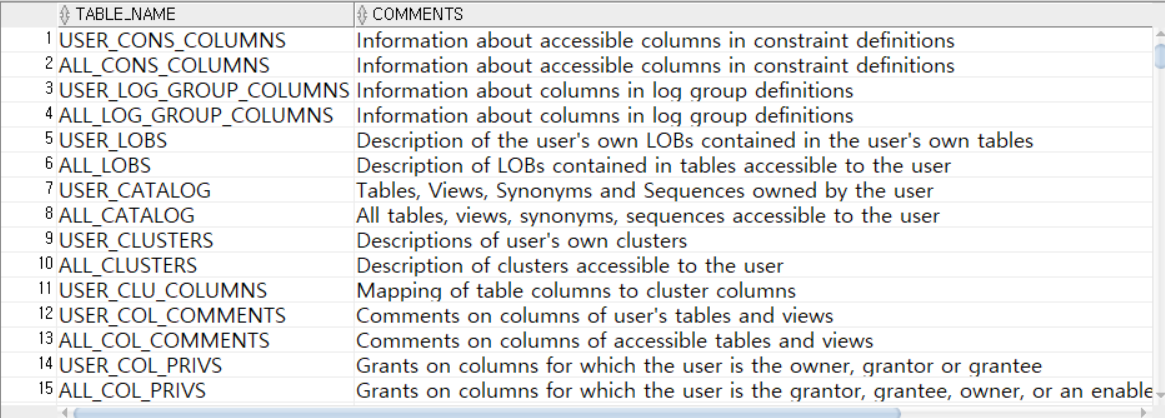 TABLE_NAME COMMENTS
1 USER_CONS_COLUMNS Information about accessible columns in constraint definitions
2 ALL_CONS_COLUMNS Information about accessible columns in constraint definitions
3 USER_LOG_GROUP_COLUMNS Information about columns in log group definitions
4 ALL_LOG_GROUP_COLUMNS Information about columns in log group definitions
5 USER_LOBS Description of the user's own LOBs contained in the user's own tables
6 ALL_LOBS Description of LOBs contained in tables accessible to the user
7 USER_CATALOG Tables, Views, Synonyms and Sequences owned by the user
8 ALL_CATALOG All tables, views, synonyms, sequences accessible to the user
9 USER_CLUSTERS Descriptions of user's own clusters
10 ALL_CLUSTERS Description of clusters accessible to the user
11 USER_CLU_COLUMNS Mapping of table columns to cluster columns
12 USER_COL_COMMENTS Comments on columns of user's tables and views
13 ALL_COL_COMMENTS Comments on columns of accessible tables and views
14 USER_COL_PRIVS Grants on columns for which the user is the owner, grantor or grantee
15 ALL_COL_PRIVS Grants on columns for which the user is the grantor, grantee, owner, or an enable